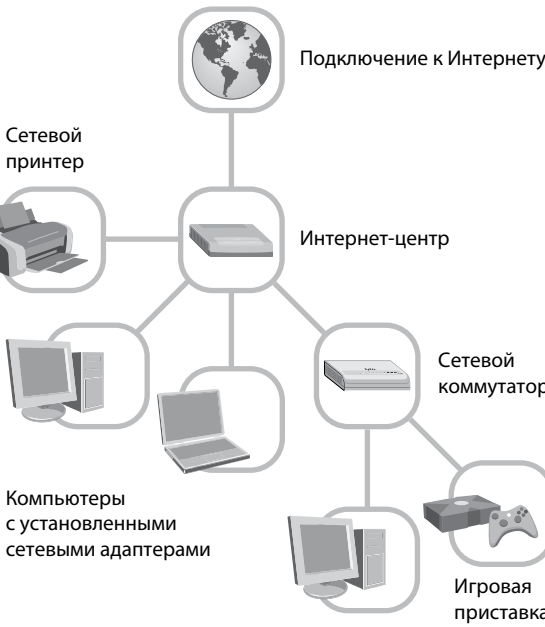 Подключение к Интернету
Сетевой
принтер
Интернет-центр
Сетевой
коммутатор
Компьютеры
с установленными
сетевыми адаптерами
Игровая
приставка